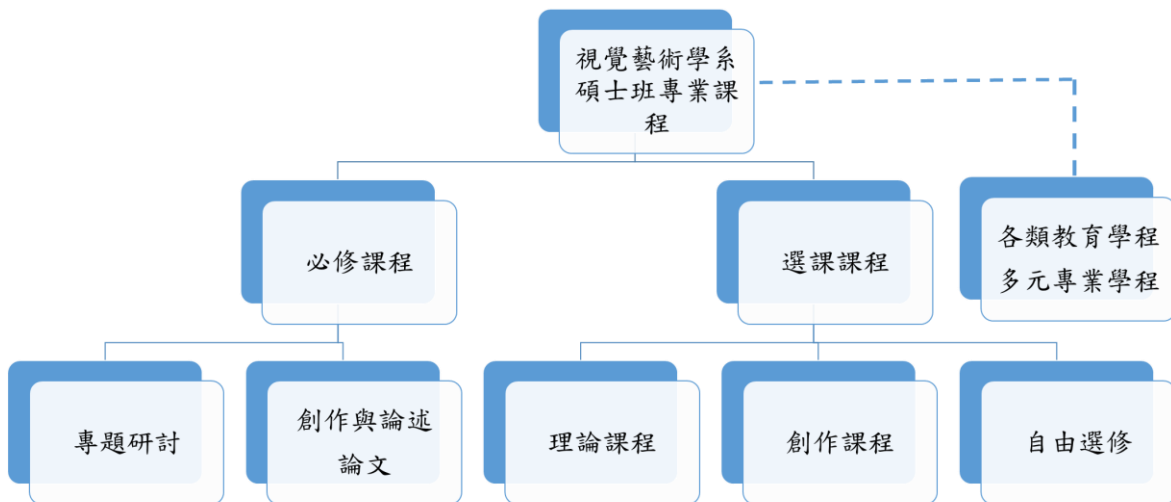 視覺藝術學系
碩士班專業課
程
必修課程
選課課程
各類教育學程
多元專業學程
專題研討
創作與論述
論文
理論課程
創作課程
自由選修